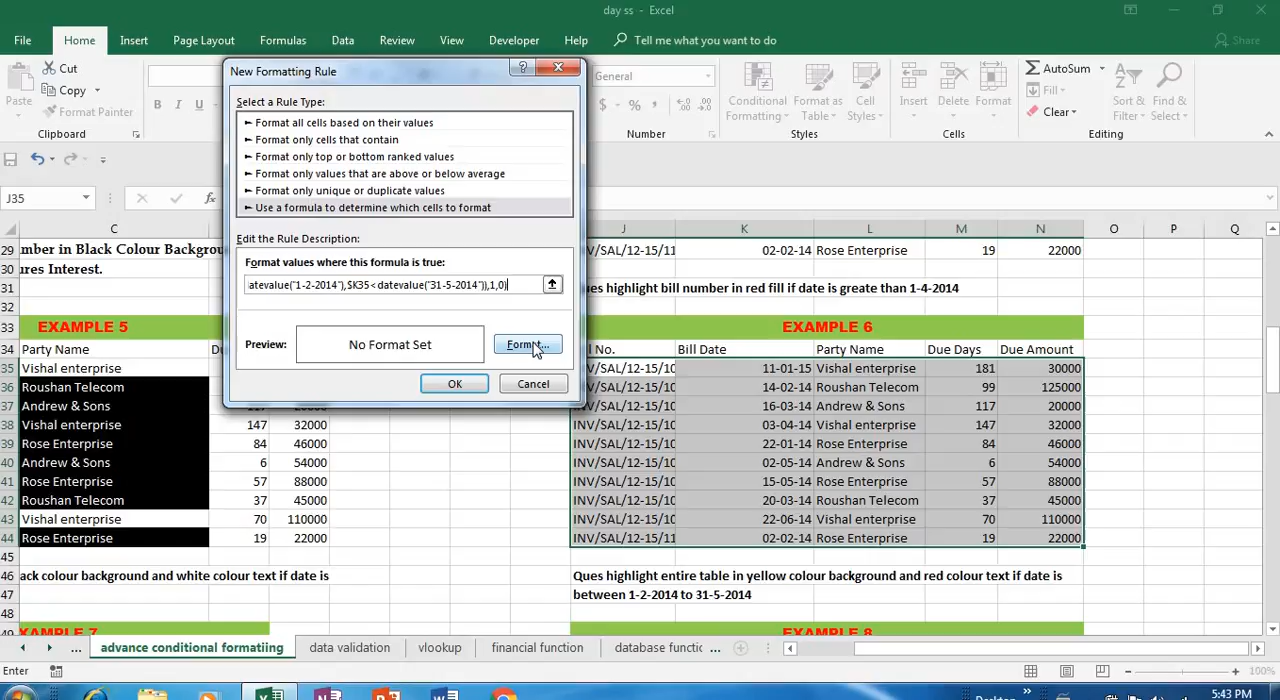 day ss - Excel
File Home Insert Page Layout Formulas Data Review View Developer Help Tell me what you want to do Share
Paste Cut Copy Format Painter
B I U
General
$ % ,
Conditional Formatting Format as Table Cell Styles
Insert Delete Format
AutoSum Fill Clear
Sort & Filter Find & Select
Clipboard Number Styles Cells Editing
J35 fx
New Formatting Rule
Select a Rule Type:
► Format all cells based on their values
► Format only cells that contain
► Format only top or bottom ranked values
► Format only values that are above or below average
► Format only unique or duplicate values
► Use a formula to determine which cells to format
Edit the Rule Description:
Format values where this formula is true:
atevalue("1-2-2014"),$K35< datevalue("31-5-2014")),1,0)
Preview: No Format Set Format...
OK Cancel
C J K L M N O P Q
29 mber in Black Colour Backgrou NV/SAL/12-15/11 02-02-14 Rose Enterprise 19 22000
30 ures Interest.
31 ues highlight bill number in red fill if date is greate than 1-4-2014
32
33 EXAMPLE 5 EXAMPLE 6
34 Party Name Du l No. Bill Date Party Name Due Days Due Amount
35 Vishal enterprise NV/SAL/12-15/10 11-01-15 Vishal enterprise 181 30000
36 Roushan Telecom NV/SAL/12-15/10 14-02-14 Roushan Telecom 99 125000
37 Andrew & Sons INV/SAL/12-15/10 16-03-14 Andrew & Sons 117 20000
38 Vishal enterprise 147 32000 INV/SAL/12-15/10 03-04-14 Vishal enterprise 147 32000
39 Rose Enterprise 84 46000 INV/SAL/12-15/10 22-01-14 Rose Enterprise 84 46000
40 Andrew & Sons 6 54000 INV/SAL/12-15/10 02-05-14 Andrew & Sons 6 54000
41 Rose Enterprise 57 88000 INV/SAL/12-15/10 15-05-14 Rose Enterprise 57 88000
42 Roushan Telecom 37 45000 INV/SAL/12-15/10 20-03-14 Roushan Telecom 37 45000
43 Vishal enterprise 70 110000 INV/SAL/12-15/10 22-06-14 Vishal enterprise 70 110000
44 Rose Enterprise 19 22000 INV/SAL/12-15/10 02-02-14 Rose Enterprise 19 22000
45
46 ack colour background and white colour text if date is Ques highlight entire table in yellow colour background and red colour text if date is
47 between 1-2-2014 to 31-5-2014
48
49 EXAMPLE 7 EXAMPLE 8
... advance conditional formatiing data validation vlookup financial function database functic ...
Enter 100%
Desktop » 5:43 PM